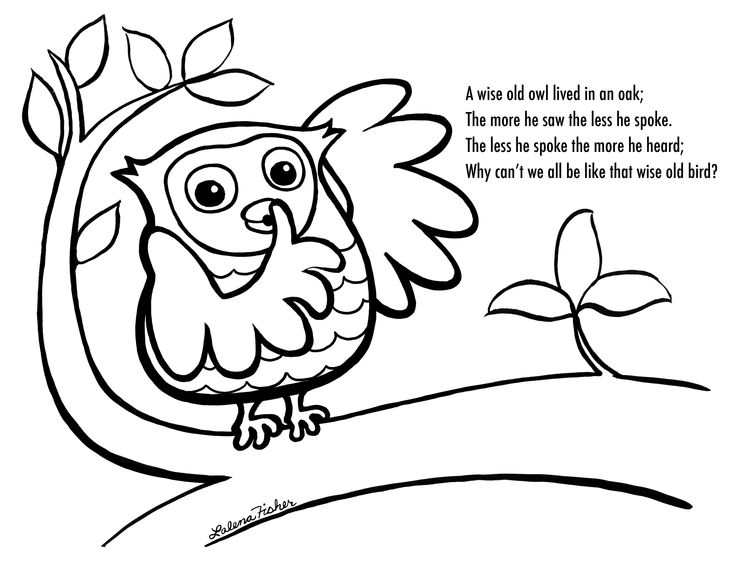 A wise old owl lived in an oak;
The more he saw the less he spoke.
The less he spoke the more he heard;
Why can't we all be like that wise old bird?
Lalena Fisher